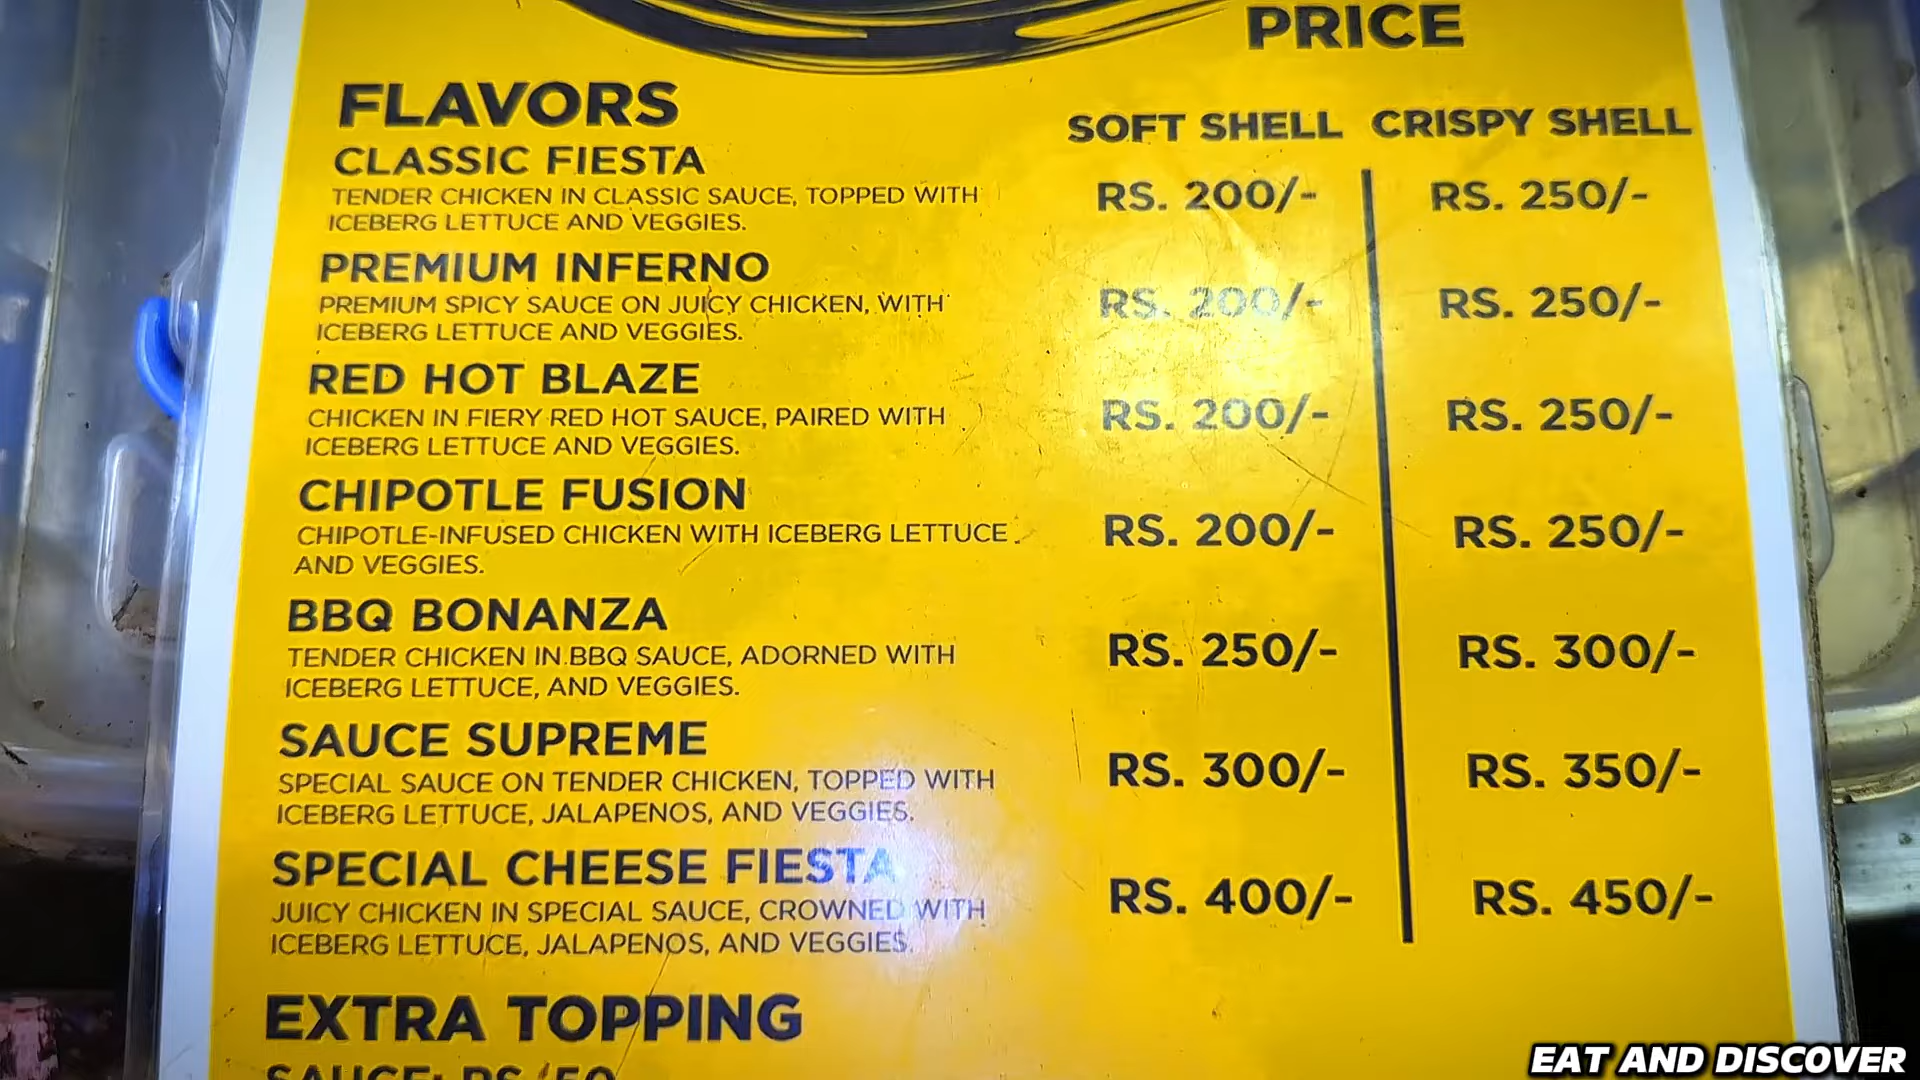 PRICE
FLAVORS
SOFT SHELL CRISPY SHELL
CLASSIC FIESTA
TENDER CHICKEN IN CLASSIC SAUCE, TOPPED WITH
ICEBERG LETTUCE AND VEGGIES.
RS. 200/- RS. 250/-
PREMIUM INFERNO
PREMIUM SPICY SAUCE ON JUICY CHICKEN, WITH
ICEBERG LETTUCE AND VEGGIES.
RS. 200/- RS. 250/-
RED HOT BLAZE
CHICKEN IN FIERY RED HOT SAUCE, PAIRED WITH
ICEBERG LETTUCE AND VEGGIES.
RS. 200/- RS. 250/-
CHIPOTLE FUSION
CHIPOTLE-INFUSED CHICKEN WITH ICEBERG LETTUCE
AND VEGGIES.
RS. 200/- RS. 250/-
BBQ BONANZA
TENDER CHICKEN IN BBQ SAUCE, ADORNED WITH
ICEBERG LETTUCE, AND VEGGIES.
RS. 250/- RS. 300/-
SAUCE SUPREME
SPECIAL SAUCE ON TENDER CHICKEN, TOPPED WITH
ICEBERG LETTUCE, JALAPENOS, AND VEGGIES.
RS. 300/- RS. 350/-
SPECIAL CHEESE FIESTA
JUICY CHICKEN IN SPECIAL SAUCE, CROWNED WITH
ICEBERG LETTUCE, JALAPENOS, AND VEGGIES.
RS. 400/- RS. 450/-
EXTRA TOPPING
SAUCE: RS/50
EAT AND DISCOVER